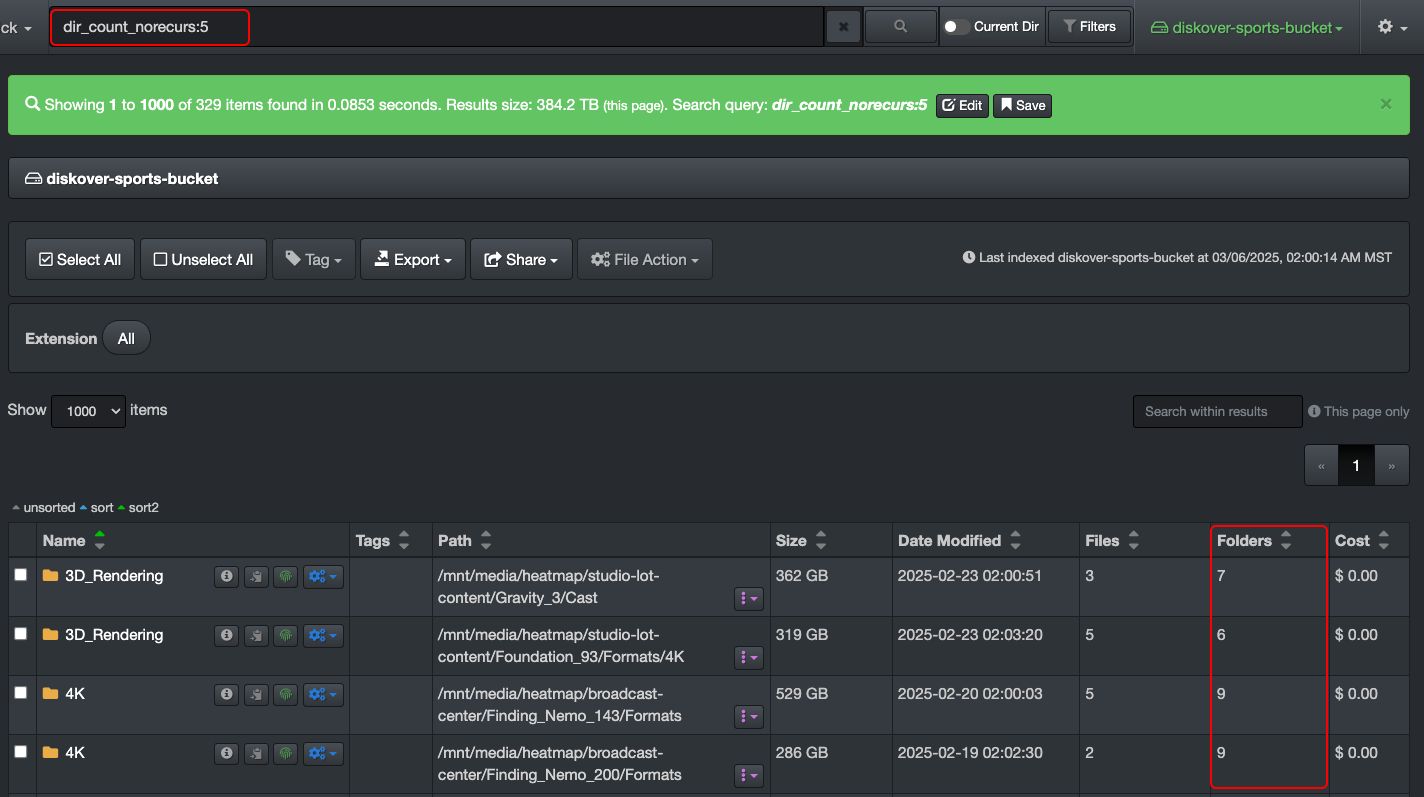 ck
dir_count_norecurs:5
Current Dir
Filters
diskover-sports-bucket
Showing 1 to 1000 of 329 items found in 0.0853 seconds. Results size: 384.2 TB (this page). Search query: dir_count_norecurs:5 Edit Save ×
diskover-sports-bucket
Select All Unselect All Tag Export Share File Action
Last indexed diskover-sports-bucket at 03/06/2025, 02:00:14 AM MST
Extension All
Show 1000 items
Search within results This page only
« 1 »
unsorted sort sort2
Name Tags Path Size Date Modified Files Folders Cost
3D_Rendering /mnt/media/heatmap/studio-lot- 362 GB 2025-02-23 02:00:51 3 7 $ 0.00
content/Gravity_3/Cast
3D_Rendering /mnt/media/heatmap/studio-lot- 319 GB 2025-02-23 02:03:20 5 6 $ 0.00
content/Foundation_93/Formats/4K
4K /mnt/media/heatmap/broadcast- 529 GB 2025-02-20 02:00:03 5 9 $ 0.00
center/Finding_Nemo_143/Formats
4K /mnt/media/heatmap/broadcast- 286 GB 2025-02-19 02:02:30 2 9 $ 0.00
center/Finding_Nemo_200/Formats